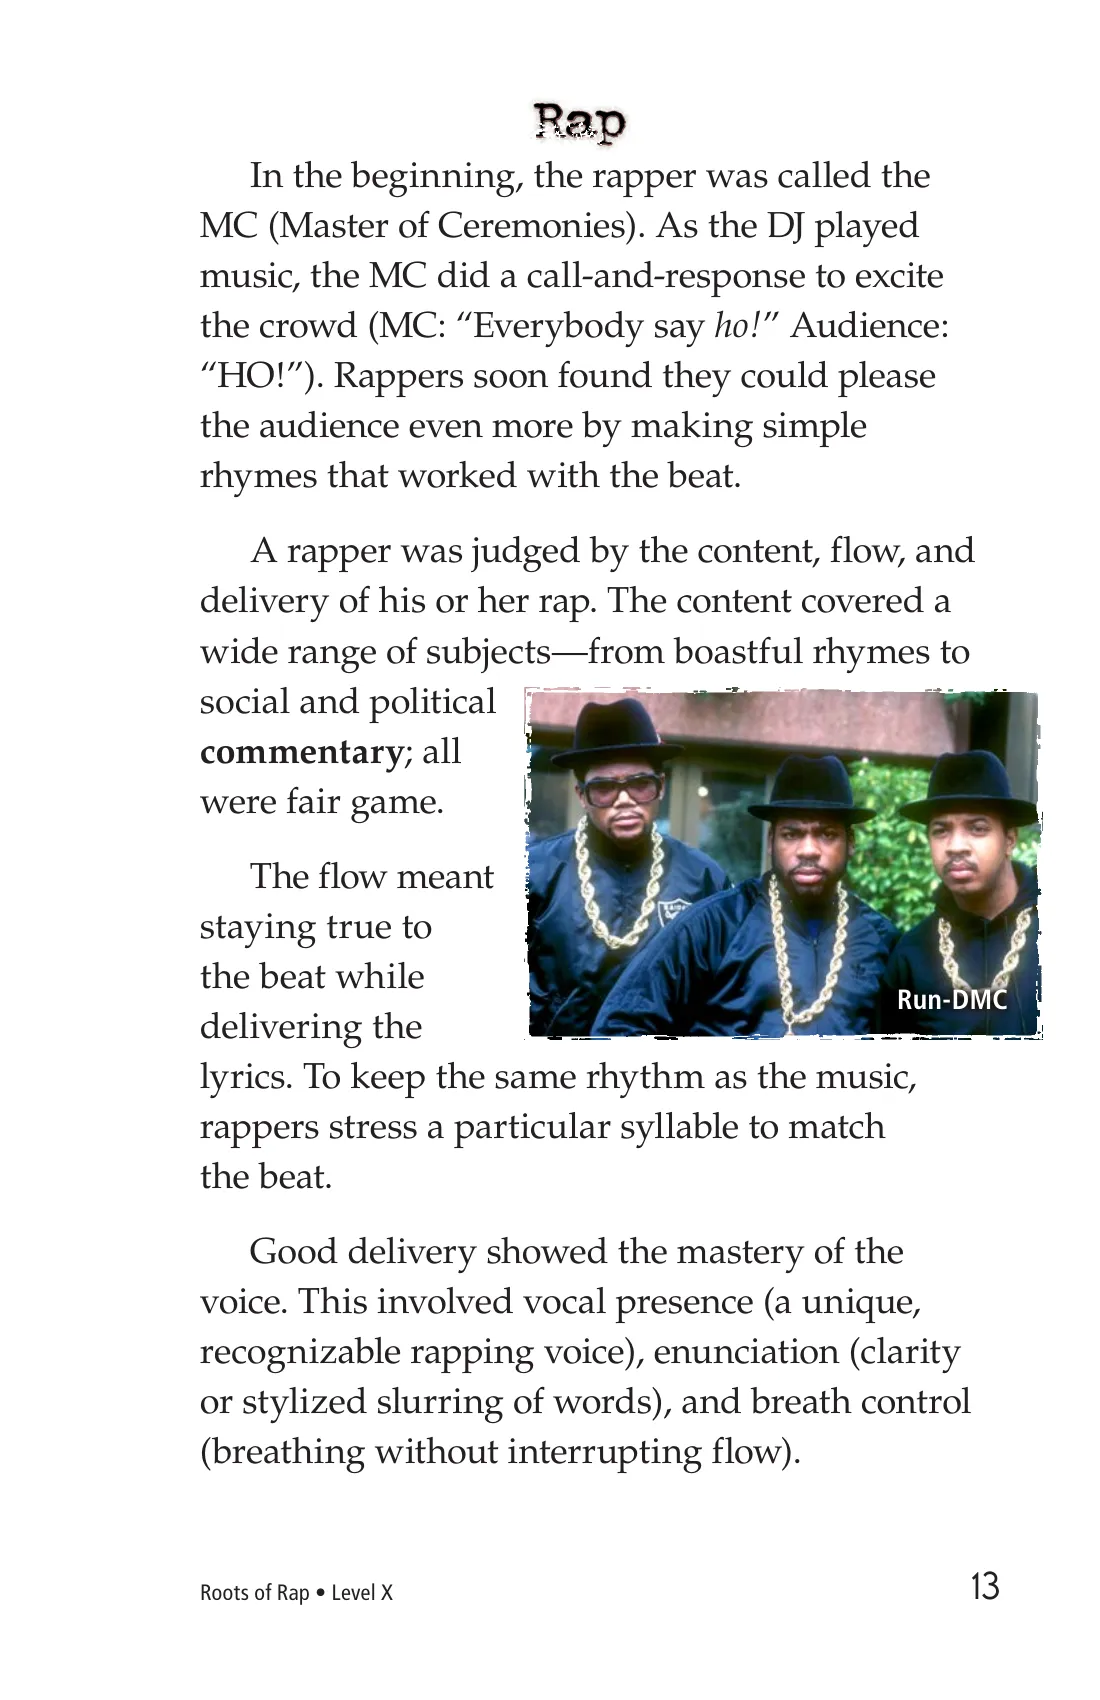 Rap
In the beginning, the rapper was called the
MC (Master of Ceremonies). As the DJ played
music, the MC did a call-and-response to excite
the crowd (MC: “Everybody say ho!” Audience:
“HO!”). Rappers soon found they could please
the audience even more by making simple
rhymes that worked with the beat.
A rapper was judged by the content, flow, and
delivery of his or her rap. The content covered a
wide range of subjects—from boastful rhymes to
social and political
commentary; all
were fair game.
The flow meant
staying true to
the beat while
delivering the
lyrics. To keep the same rhythm as the music,
rappers stress a particular syllable to match
the beat.
Run-DMC
Good delivery showed the mastery of the
voice. This involved vocal presence (a unique,
recognizable rapping voice), enunciation (clarity
or stylized slurring of words), and breath control
(breathing without interrupting flow).
Roots of Rap • Level X
13